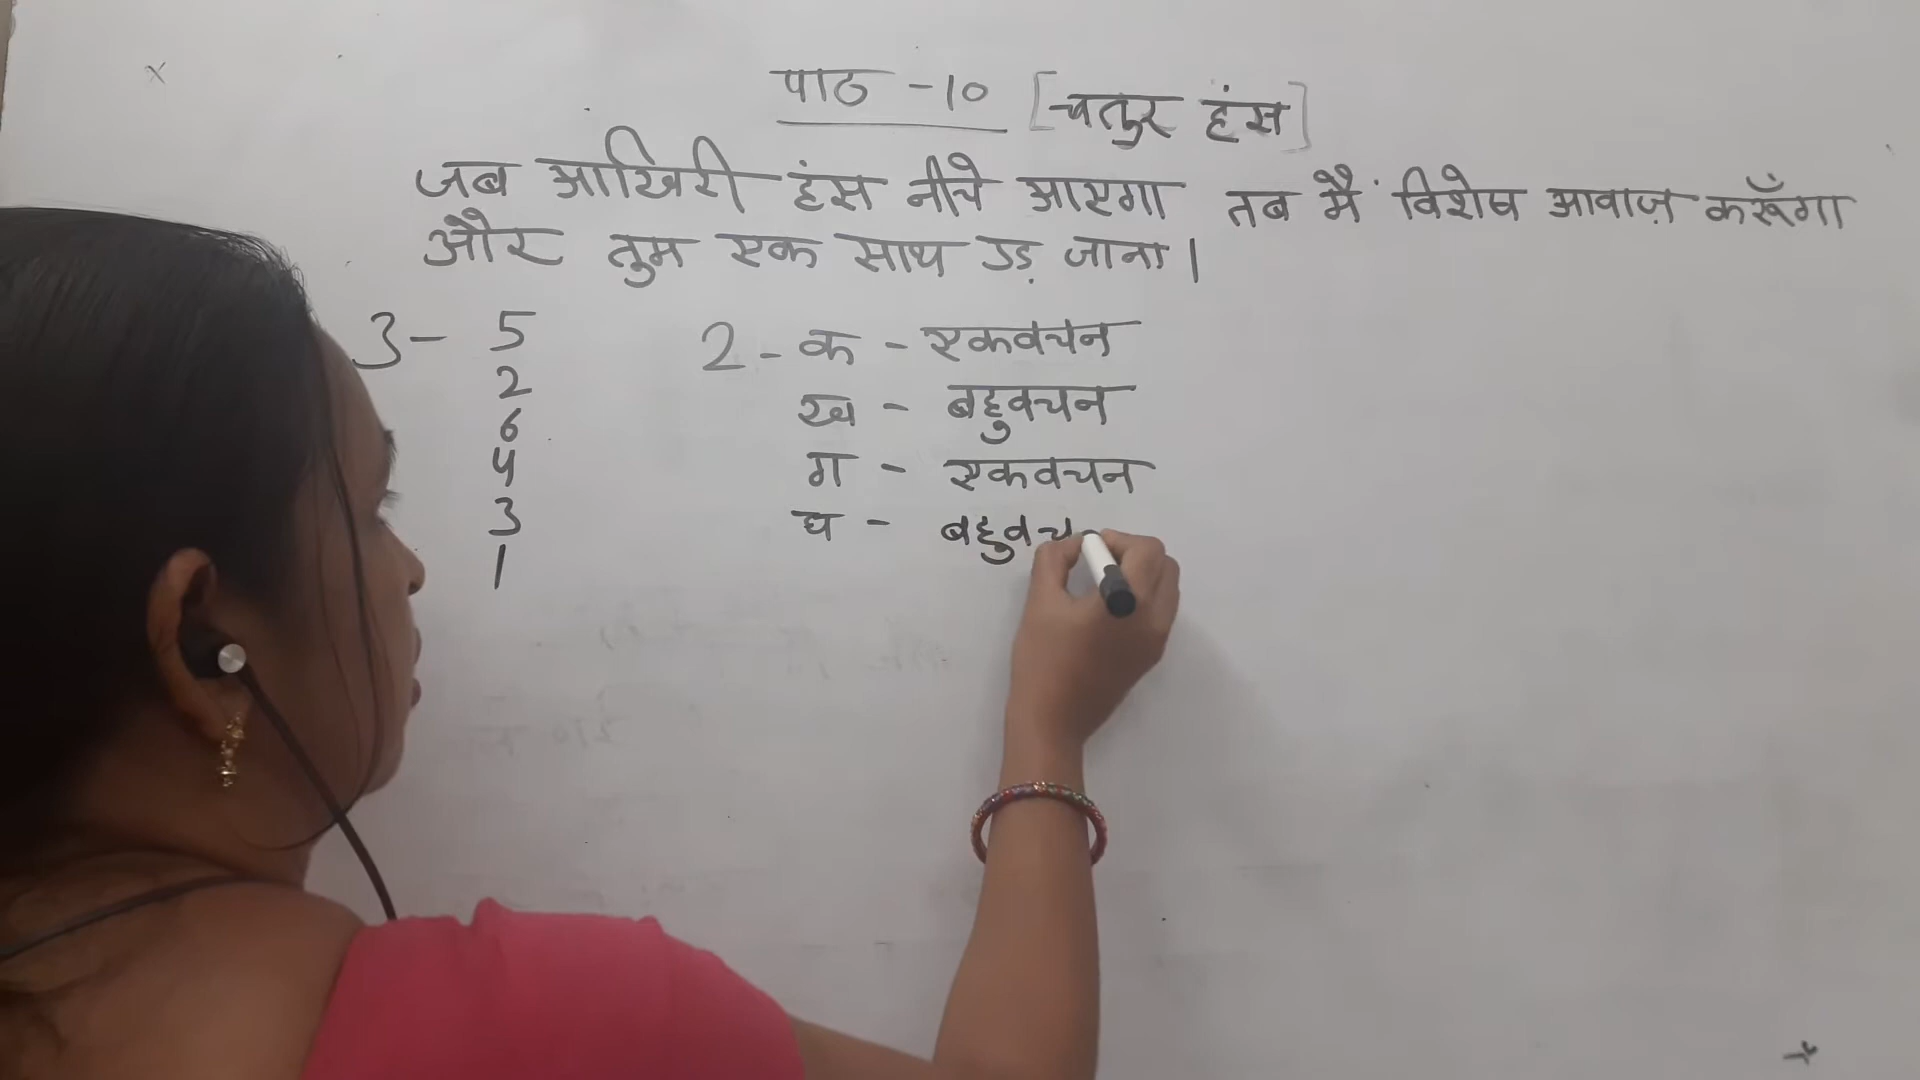 पाठ -10 [चतुर हंस]
जब आखिरी हंस नीचे आएगा तब मैं विशेष आवाज़ करूँगा
और तुम एक साथ उड़ जाना।
3- 5
2
6
4
3
1
2- क - एकवचन
ख - बहुवचन
ग - एकवचन
घ - बहुवच